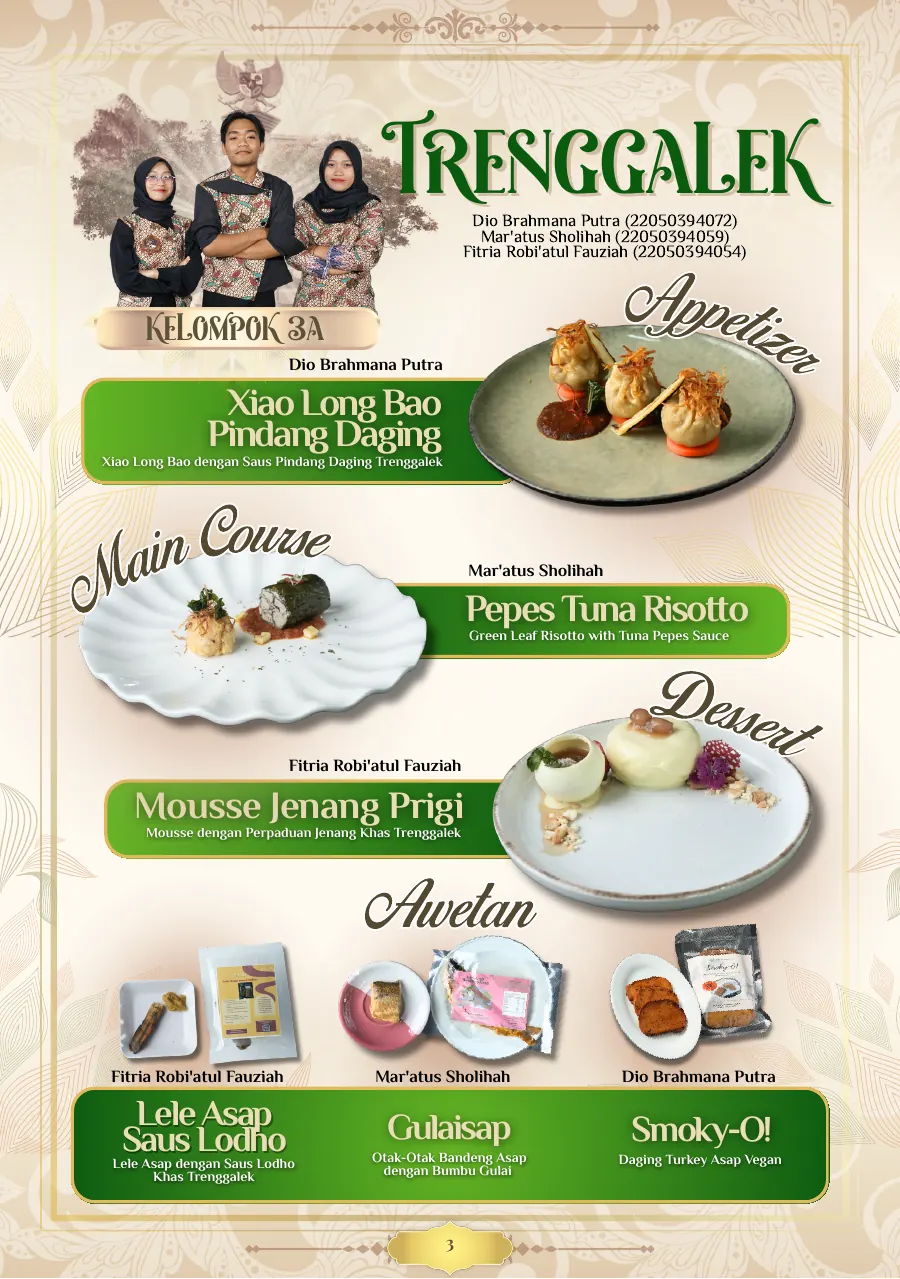 TRENGGALEK
Dio Brahmana Putra (22050394072)
Mar'atus Sholihah (22050394059)
Fitria Robi'atul Fauziah (22050394054)
KELOMPOK 3A
Appetizer
Dio Brahmana Putra
Xiao Long Bao
Pindang Daging
Xiao Long Bao dengan Saus Pindang Daging Trenggalek
Main Course
Mar'atus Sholihah
Pepes Tuna Risotto
Green Leaf Risotto with Tuna Pepes Sauce
Dessert
Fitria Robi'atul Fauziah
Mousse Jenang Prigi
Mousse dengan Perpaduan Jenang Khas Trenggalek
Awetan
Smoky-O!
Fitria Robi'atul Fauziah
Mar'atus Sholihah
Dio Brahmana Putra
Lele Asap
Saus Lodho
Lele Asap dengan Saus Lodho
Khas Trenggalek
Gulaisap
Otak-Otak Bandeng Asap
dengan Bumbu Gulai
Smoky-O!
Daging Turkey Asap Vegan
3